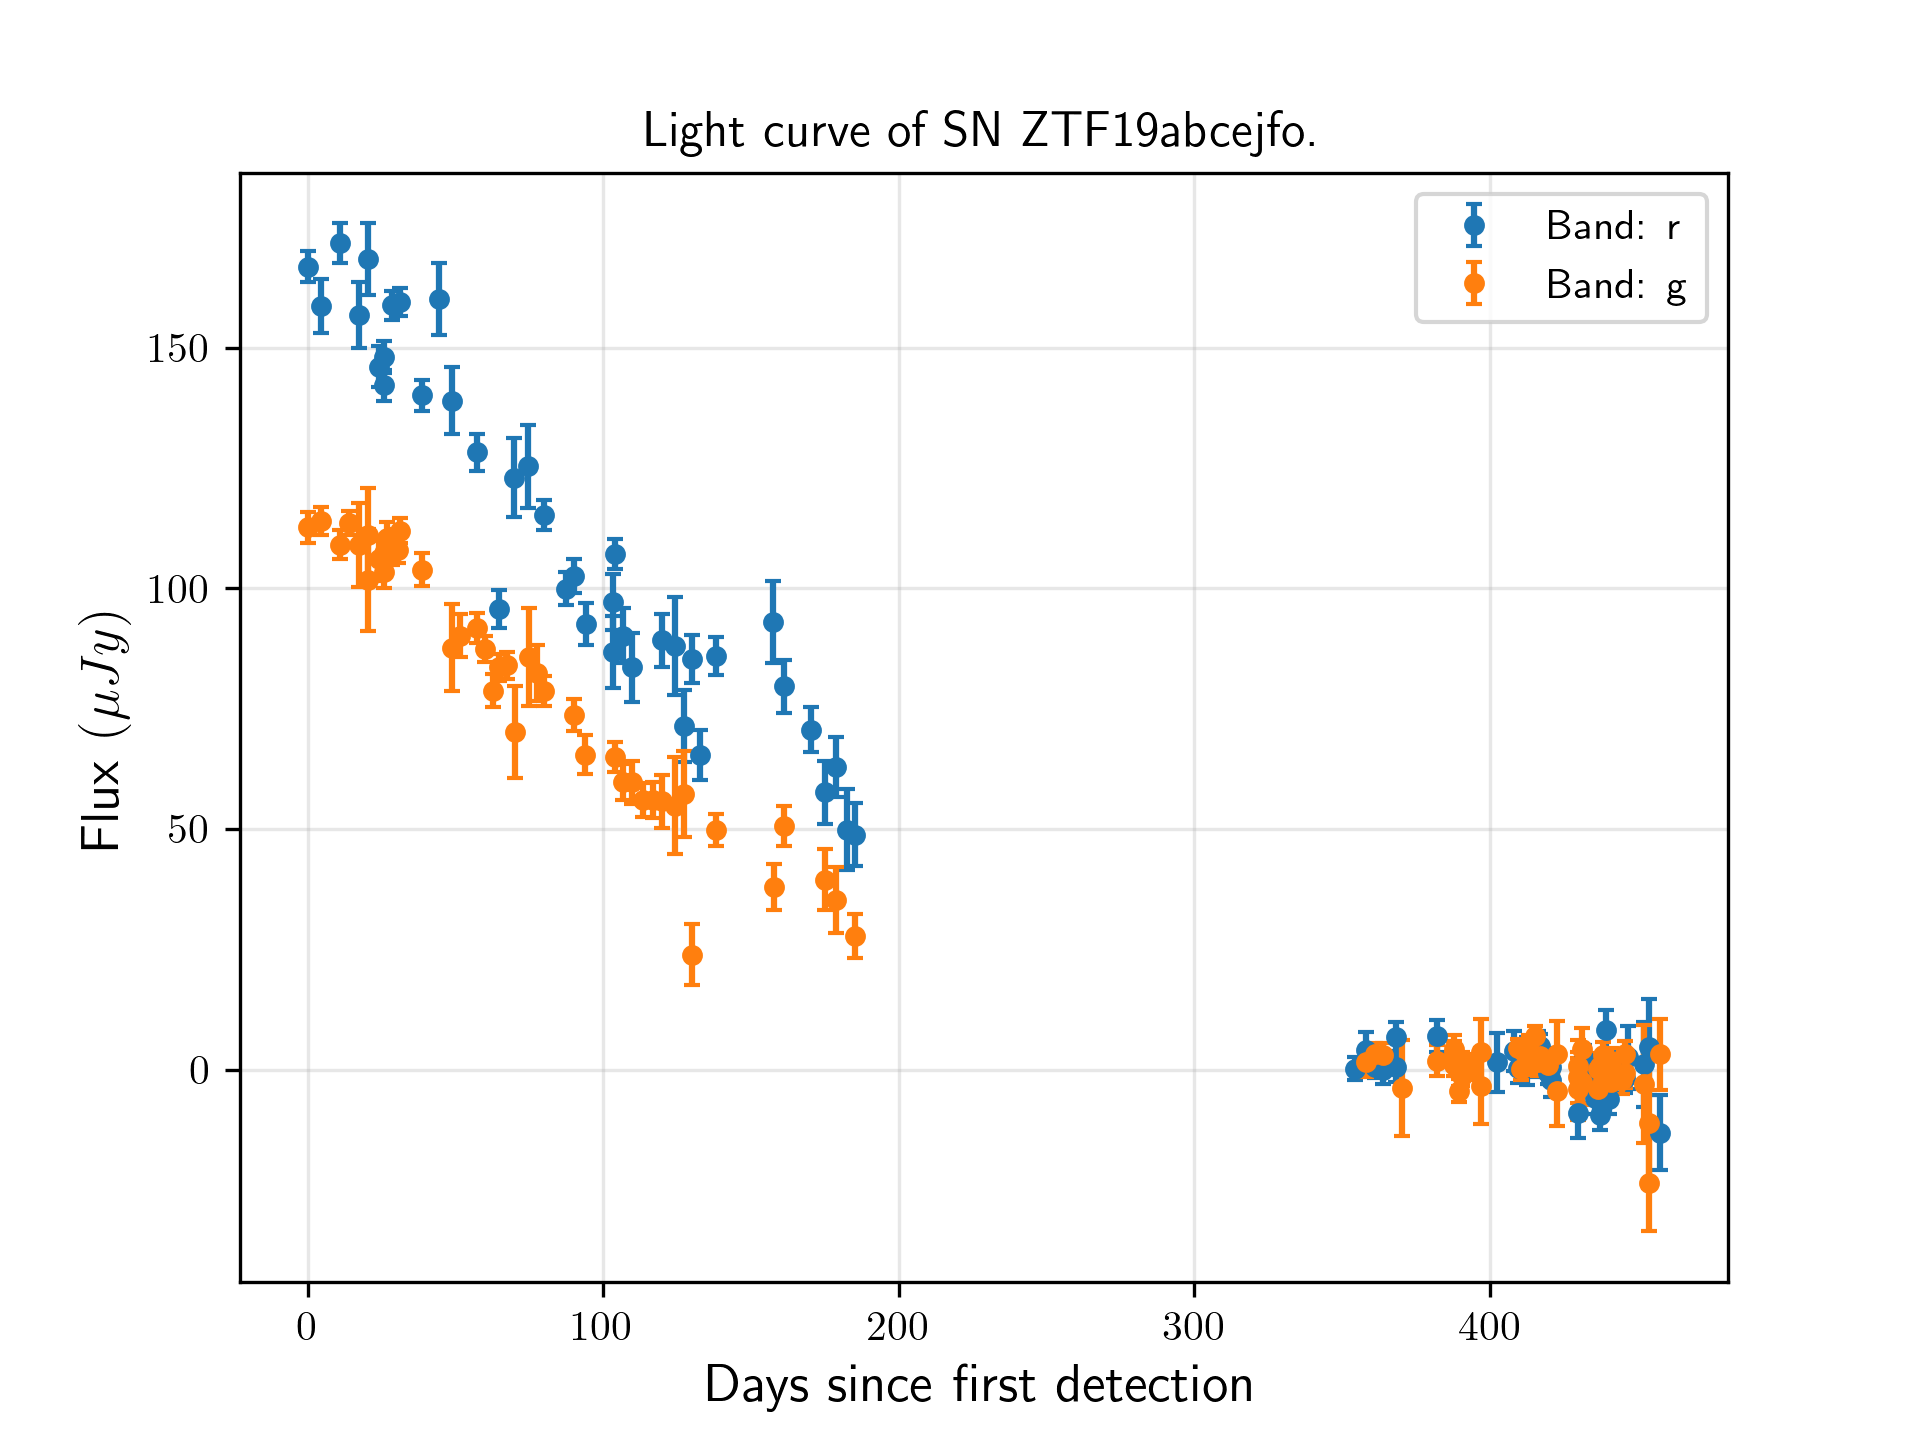 Light curve of SN ZTF19abcejfo.
Band: r
Band: g
150
100
50
0
Flux (μJy)
0 100 200 300 400
Days since first detection